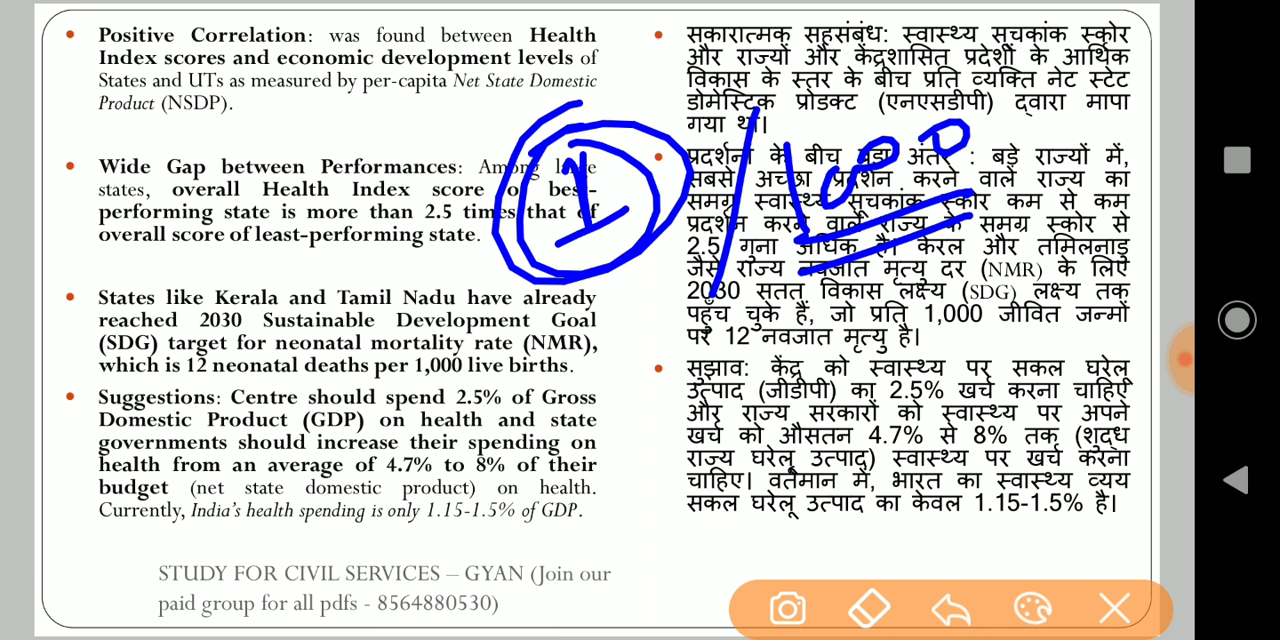 Positive Correlation: was found between Health
Index scores and economic development levels of
States and UTs as measured by per-capita Net State Domestic
Product (NSDP).
Wide Gap between Performances: Among large
states, overall Health Index score of best-
performing state is more than 2.5 times that of
overall score of least-performing state.
States like Kerala and Tamil Nadu have already
reached 2030 Sustainable Development Goal
(SDG) target for neonatal mortality rate (NMR),
which is 12 neonatal deaths per 1,000 live births.
Suggestions: Centre should spend 2.5% of Gross
Domestic Product (GDP) on health and state
governments should increase their spending on
health from an average of 4.7% to 8% of their
budget (net state domestic product) on health.
Currently, India's health spending is only 1.15-1.5% of GDP.
सकारात्मक सहसंबंध: स्वास्थ्य सूचकांक स्कोर
और राज्यों और केंद्रशासित प्रदेशों के आर्थिक
विकास के स्तर के बीच प्रति व्यक्ति नेट स्टेट
डोमेस्टिक प्रोडक्ट (एनएसडीपी) द्वारा मापा
गया था।
प्रदर्शनों के बीच बड़ा अंतर : बड़े राज्यों में,
सबसे अच्छा प्रदर्शन करने वाले राज्य का
समग्र स्वास्थ्य सूचकांक स्कोर कम से कम
प्रदर्शन करने वाले राज्य के समग्र स्कोर से
2.5 गुना अधिक है। केरल और तमिलनाडु
जैसे राज्य नवजात मृत्यु दर (NMR) के लिए
2030 सतत विकास लक्ष्य (SDG) लक्ष्य तक
पहुँच चुके हैं, जो प्रति 1,000 जीवित जन्मों
पर 12 नवजात मृत्यु है।
सुझाव: केंद्र को स्वास्थ्य पर सकल घरेलू
उत्पाद (जीडीपी) का 2.5% खर्च करना चाहिए
और राज्य सरकारों को स्वास्थ्य पर अपने
खर्च को औसतन 4.7% से 8% तक (शुद्ध
राज्य घरेलू उत्पाद) स्वास्थ्य पर खर्च करना
चाहिए। वर्तमान में, भारत का स्वास्थ्य व्यय
सकल घरेलू उत्पाद का केवल 1.15-1.5% है।
1/1000
STUDY FOR CIVIL SERVICES – GYAN (Join our
paid group for all pdfs - 8564880530)